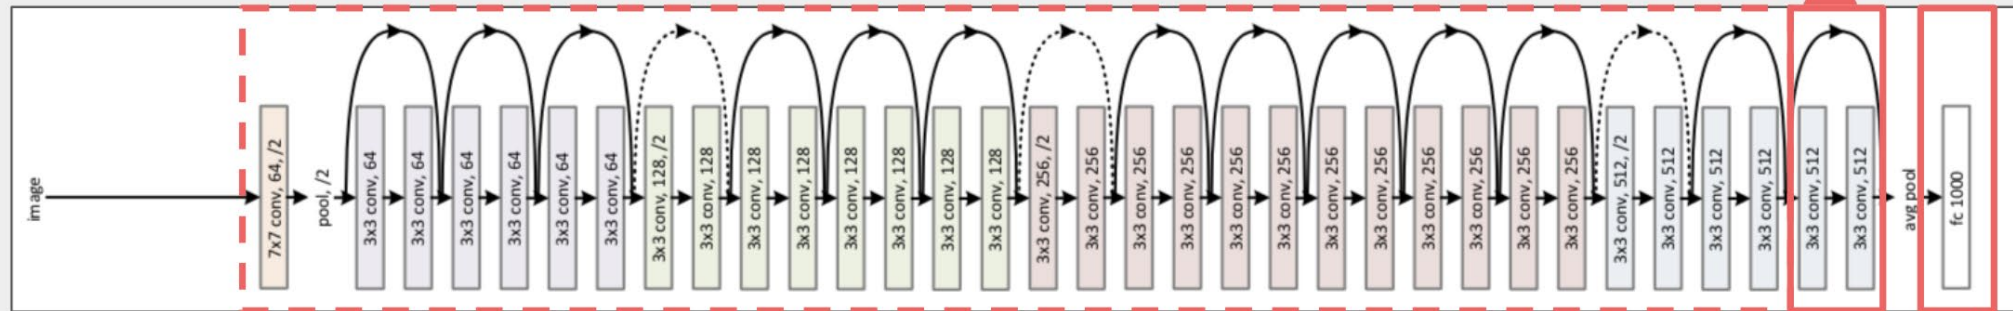 image
7x7 conv, 64, /2
pool, /2
3x3 conv, 64
3x3 conv, 64
3x3 conv, 64
3x3 conv, 64
3x3 conv, 64
3x3 conv, 64
3x3 conv, 128, /2
3x3 conv, 128
3x3 conv, 128
3x3 conv, 128
3x3 conv, 128
3x3 conv, 128
3x3 conv, 128
3x3 conv, 128
3x3 conv, 256, /2
3x3 conv, 256
3x3 conv, 256
3x3 conv, 256
3x3 conv, 256
3x3 conv, 256
3x3 conv, 256
3x3 conv, 256
3x3 conv, 256
3x3 conv, 256
3x3 conv, 256
3x3 conv, 256
3x3 conv, 512, /2
3x3 conv, 512
3x3 conv, 512
3x3 conv, 512
3x3 conv, 512
3x3 conv, 512
avg pool
fc 1000